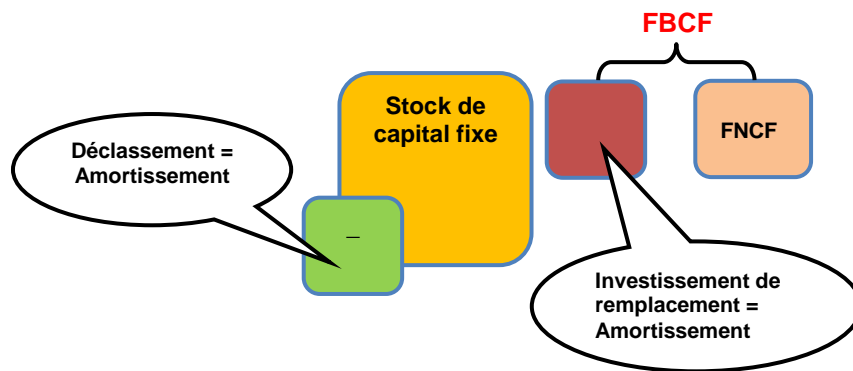 FBCF
Stock de
capital fixe
FNCF
Déclassement =
Amortissement
–
Investissement de
remplacement =
Amortissement